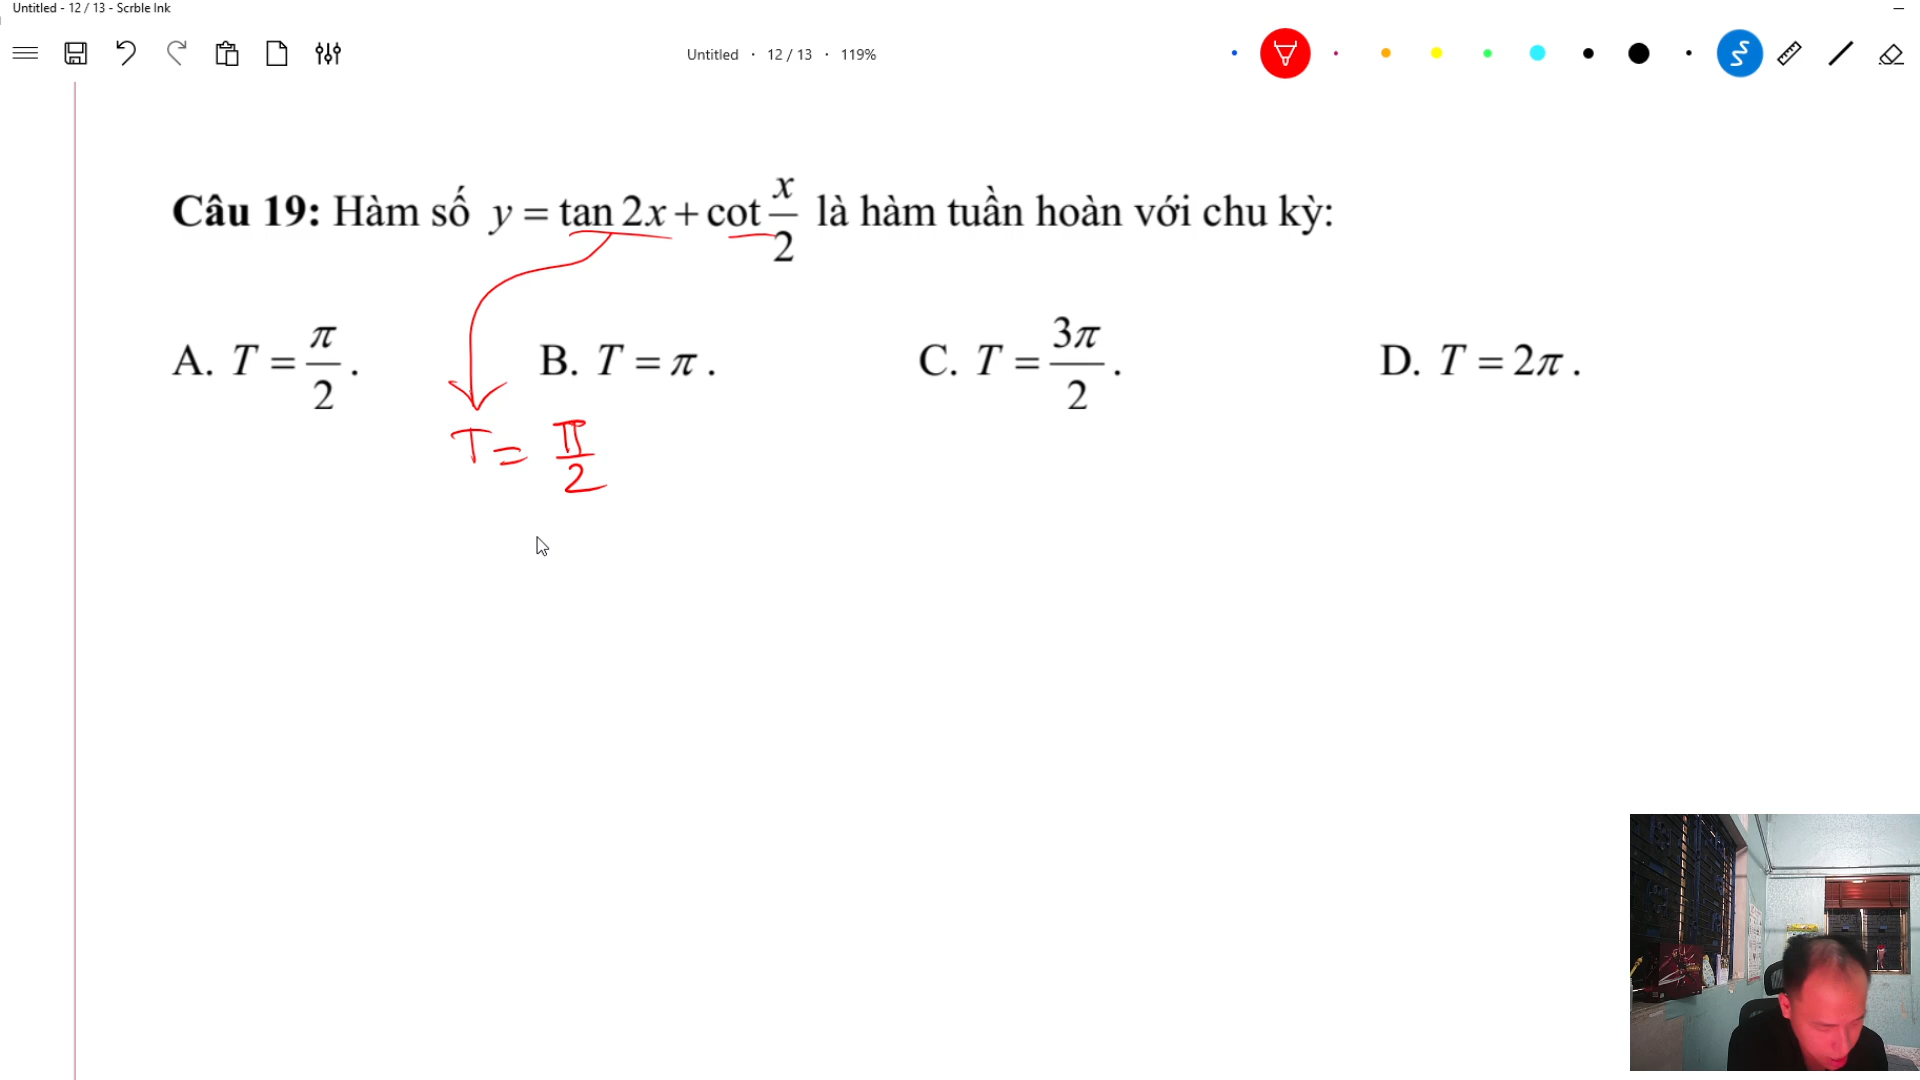 Untitled - 12 / 13 - Scrble Ink
Untitled · 12 / 13 · 119%
Câu 19: Hàm số y = tan 2x + cot x/2 là hàm tuần hoàn với chu kỳ:
A. T = π/2. B. T = π. C. T = 3π/2. D. T = 2π.
T = π/2